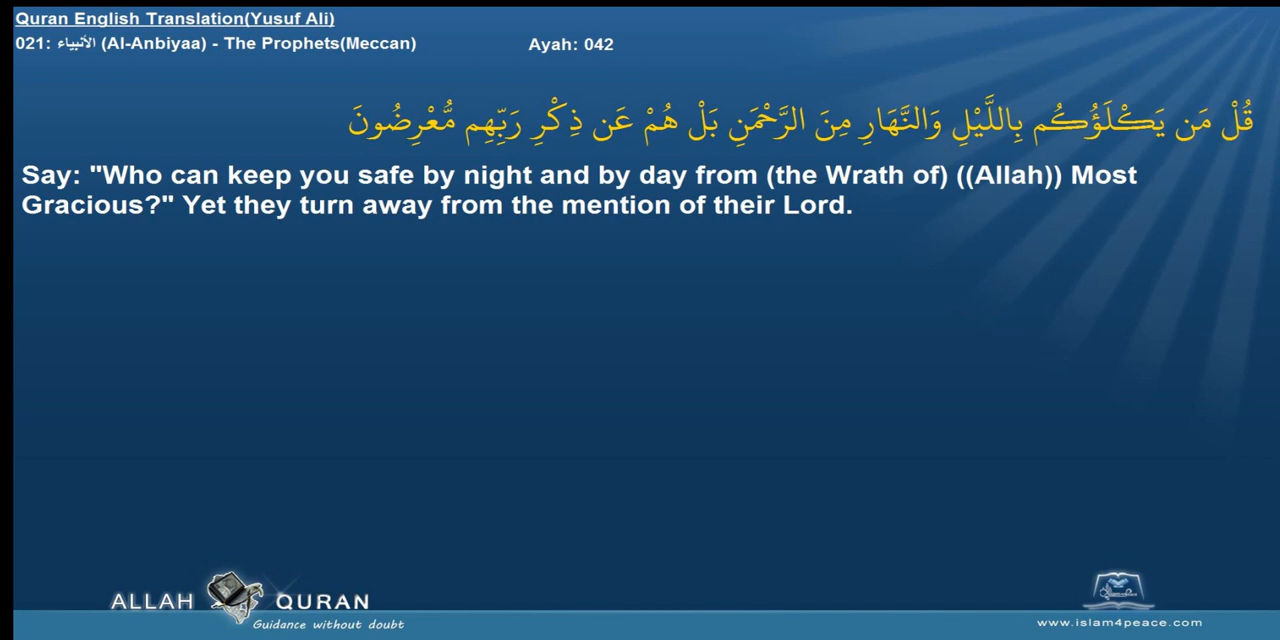 Quran English Translation(Yusuf Ali)
021: الأنبياء (Al-Anbiyaa) - The Prophets(Meccan) Ayah: 042
قُلْ مَن يَكْلَؤُكُم بِاللَّيْلِ وَالنَّهَارِ مِنَ الرَّحْمَنِ بَلْ هُمْ عَن ذِكْرِ رَبِّهِم مُّعْرِضُونَ
Say: "Who can keep you safe by night and by day from (the Wrath of) ((Allah)) Most
Gracious?" Yet they turn away from the mention of their Lord.
ALLAH QURAN
Guidance without doubt
www.islam4peace.com